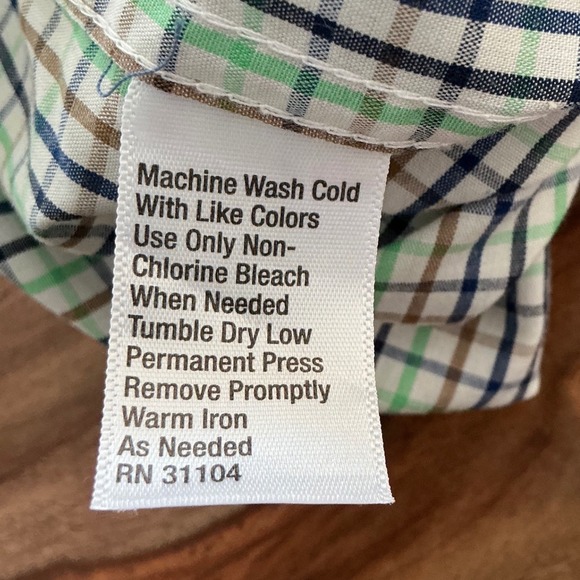 Machine Wash Cold
With Like Colors
Use Only Non-
Chlorine Bleach
When Needed
Tumble Dry Low
Permanent Press
Remove Promptly
Warm Iron
As Needed
RN 31104